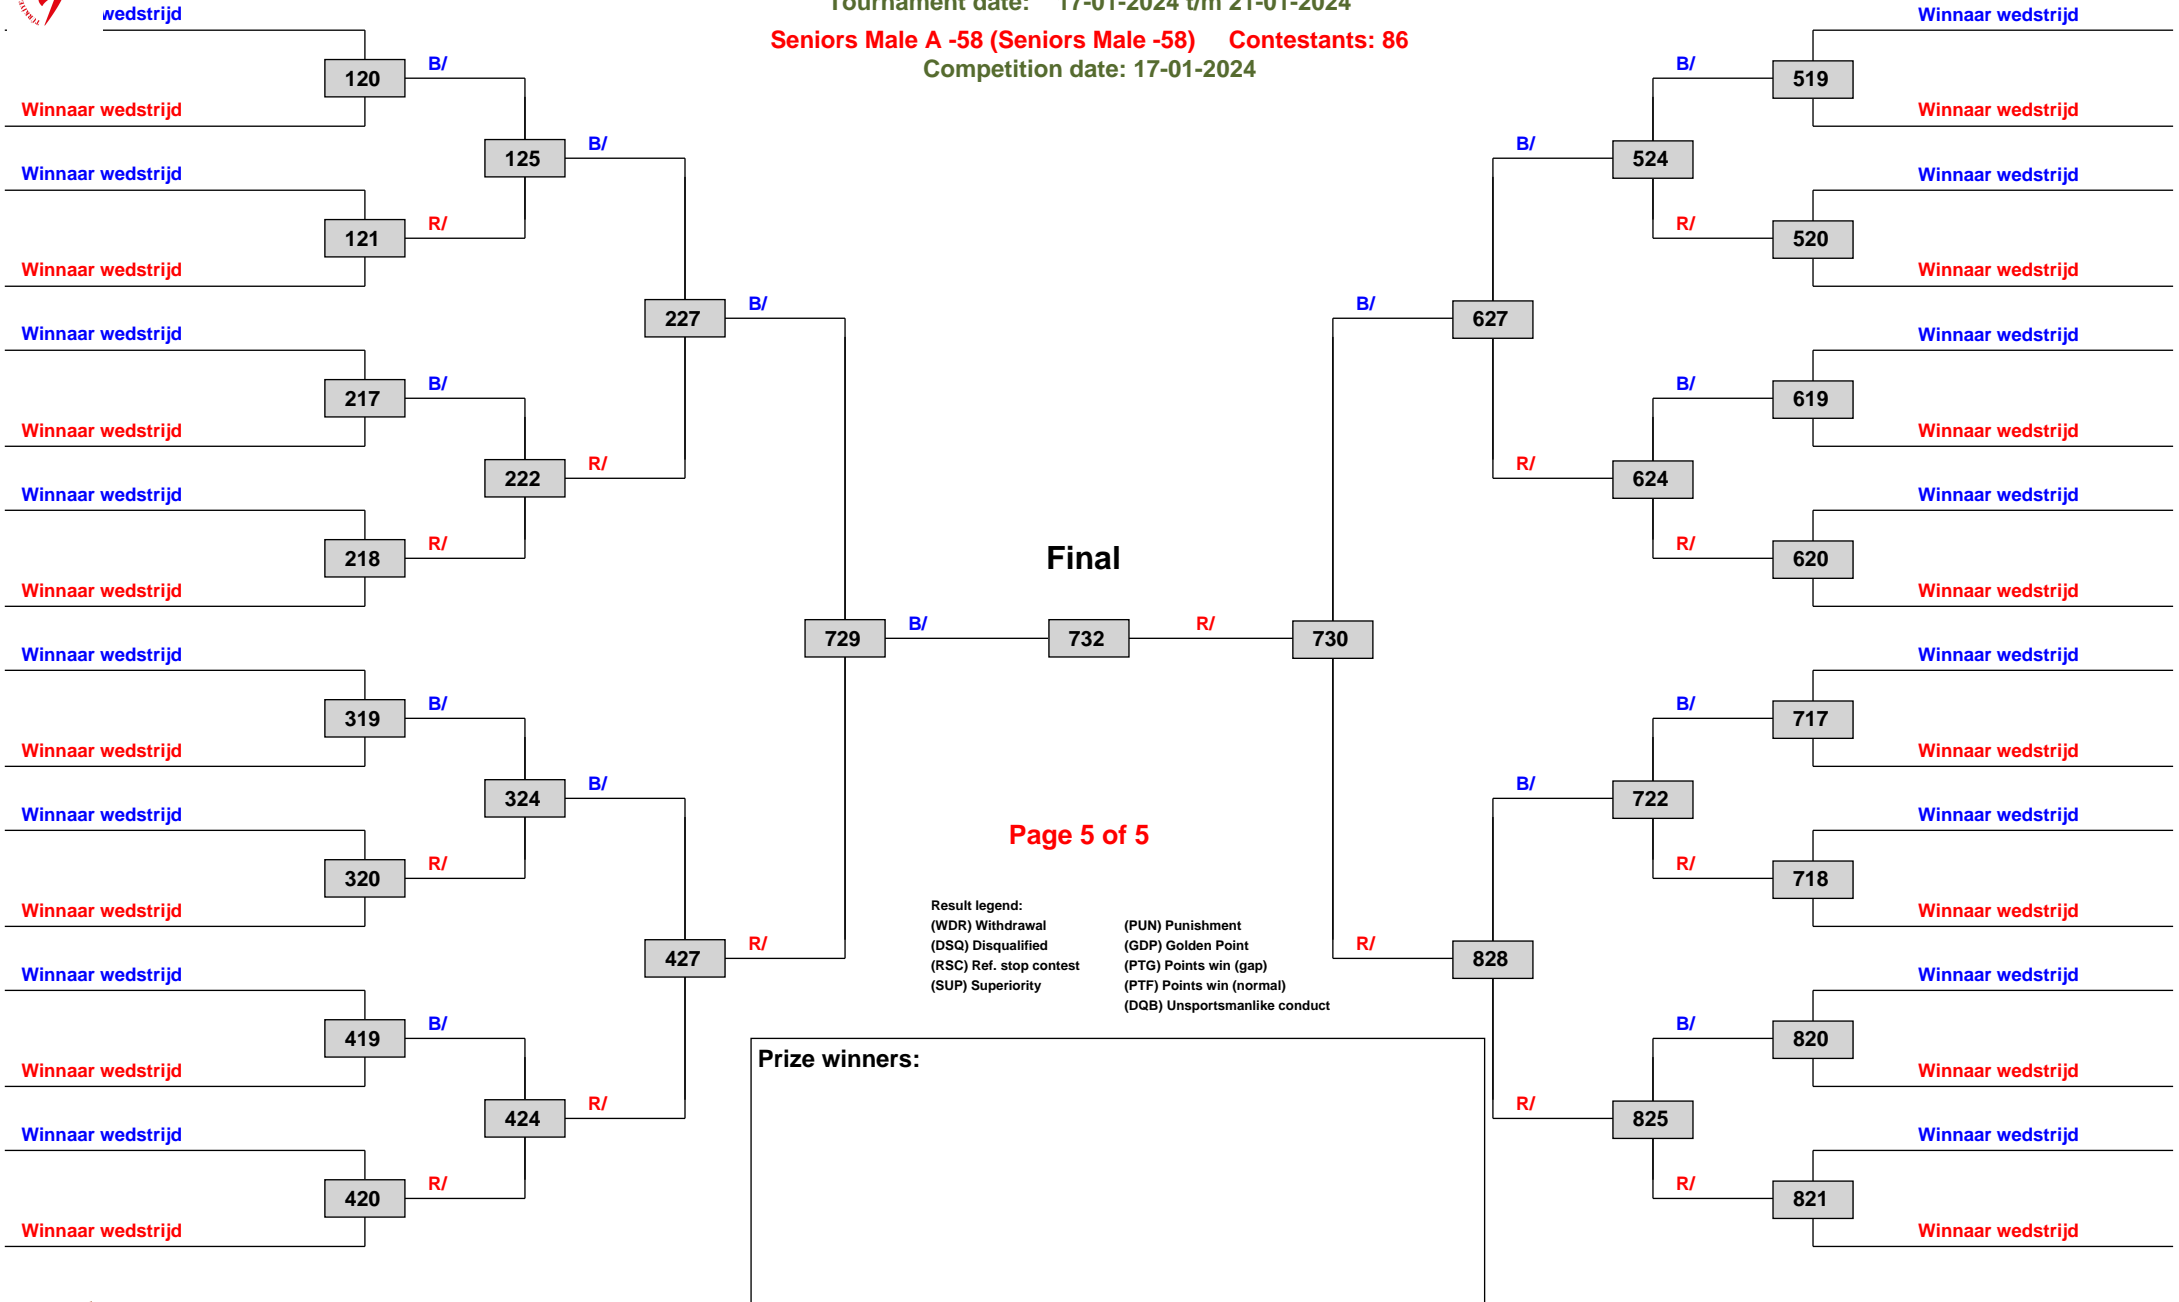 Tournament date: 17-01-2024 t/m 21-01-2024
Seniors Male A -58 (Seniors Male -58) Contestants: 86
Competition date: 17-01-2024
wedstrijd
120
B/
Winnaar wedstrijd
125
B/
Winnaar wedstrijd
121
R/
Winnaar wedstrijd
227
B/
Winnaar wedstrijd
217
B/
Winnaar wedstrijd
222
R/
Winnaar wedstrijd
218
R/
Winnaar wedstrijd
729
B/
Winnaar wedstrijd
319
B/
Winnaar wedstrijd
324
B/
Winnaar wedstrijd
320
R/
Winnaar wedstrijd
427
R/
Winnaar wedstrijd
419
B/
Winnaar wedstrijd
424
R/
Winnaar wedstrijd
420
R/
Winnaar wedstrijd
Final
732
R/
730
Page 5 of 5
Result legend:
(WDR) Withdrawal
(DSQ) Disqualified
(RSC) Ref. stop contest
(SUP) Superiority
(PUN) Punishment
(GDP) Golden Point
(PTG) Points win (gap)
(PTF) Points win (normal)
(DQB) Unsportsmanlike conduct
Prize winners:
Winnaar wedstrijd
B/
519
Winnaar wedstrijd
B/
524
Winnaar wedstrijd
R/
520
Winnaar wedstrijd
B/
627
Winnaar wedstrijd
B/
619
Winnaar wedstrijd
R/
624
Winnaar wedstrijd
R/
620
Winnaar wedstrijd
Winnaar wedstrijd
B/
717
Winnaar wedstrijd
B/
722
Winnaar wedstrijd
R/
718
Winnaar wedstrijd
R/
828
Winnaar wedstrijd
B/
820
Winnaar wedstrijd
R/
825
Winnaar wedstrijd
R/
821
Winnaar wedstrijd